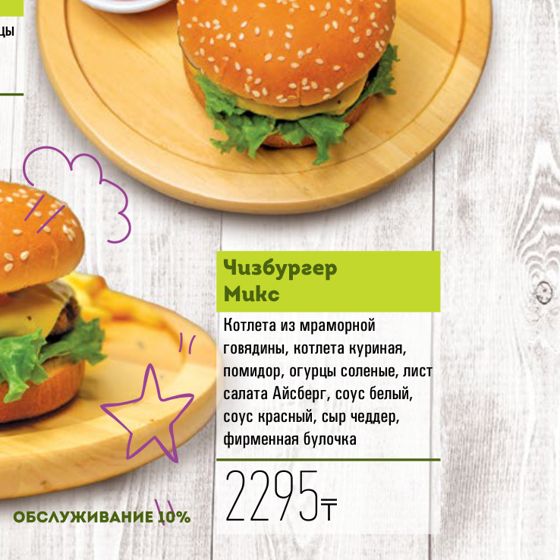 цы
Чизбургер
Микс
Котлета из мраморной
говядины, котлета куриная,
помидор, огурцы соленые, лист
салата Айсберг, соус белый,
соус красный, сыр чеддер,
фирменная булочка
2295₸
ОБСЛУЖИВАНИЕ 10%